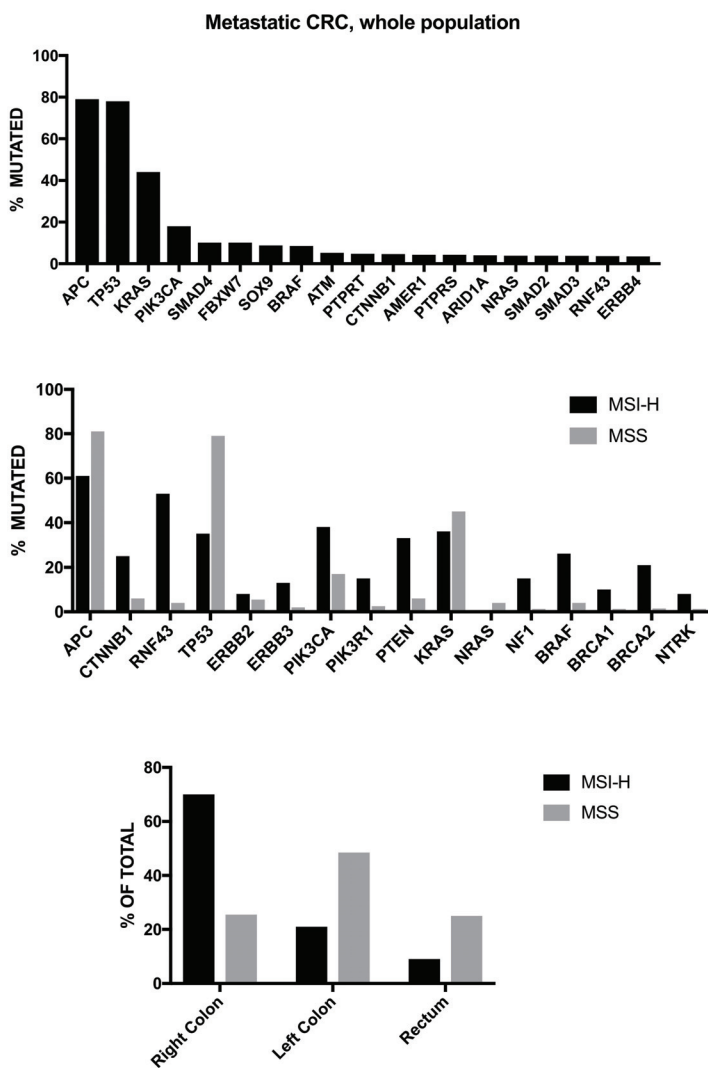 Metastatic CRC, whole population
% MUTATED
100
80
60
40
20
0
APC
TP53
KRAS
PIK3CA
SMAD4
FBXW7
SOX9
BRAF
ATM
PTPRT
CTNNB1
AMER1
PTPRS
ARID1A
NRAS
SMAD2
SMAD3
RNF43
ERBB4
% MUTATED
100
80
60
40
20
0
MSI-H
MSS
APC
CTNNB1
RNF43
TP53
ERBB2
ERBB3
PIK3CA
PIK3R1
PTEN
KRAS
NRAS
NF1
BRAF
BRCA1
BRCA2
NTRK
% OF TOTAL
80
60
40
20
0
MSI-H
MSS
Right Colon
Left Colon
Rectum